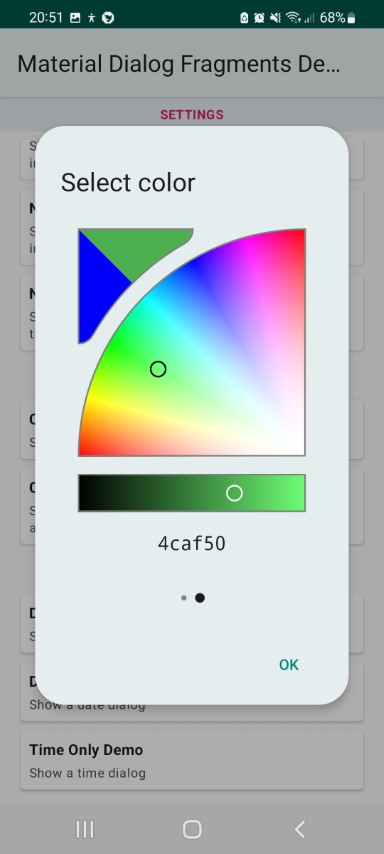 20:51 68%
Material Dialog Fragments De...
SETTINGS
Select color
4caf50
OK
Show a date dialog
Time Only Demo
Show a time dialog